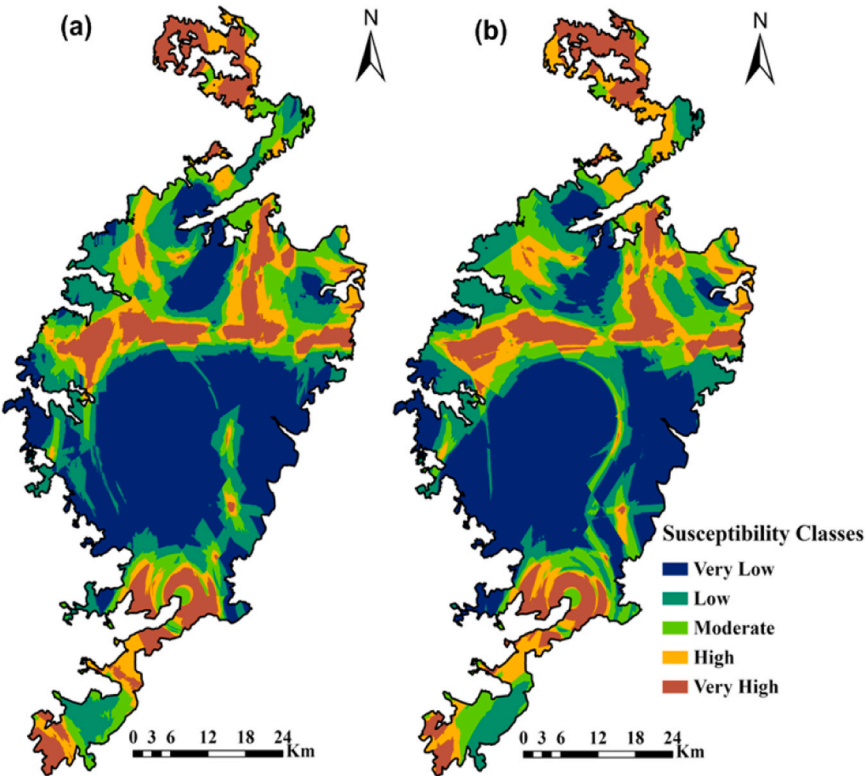 (a)
N
(b)
N
Susceptibility Classes
Very Low
Low
Moderate
High
Very High
0 3 6 12 18 24
Km
0 3 6 12 18 24
Km